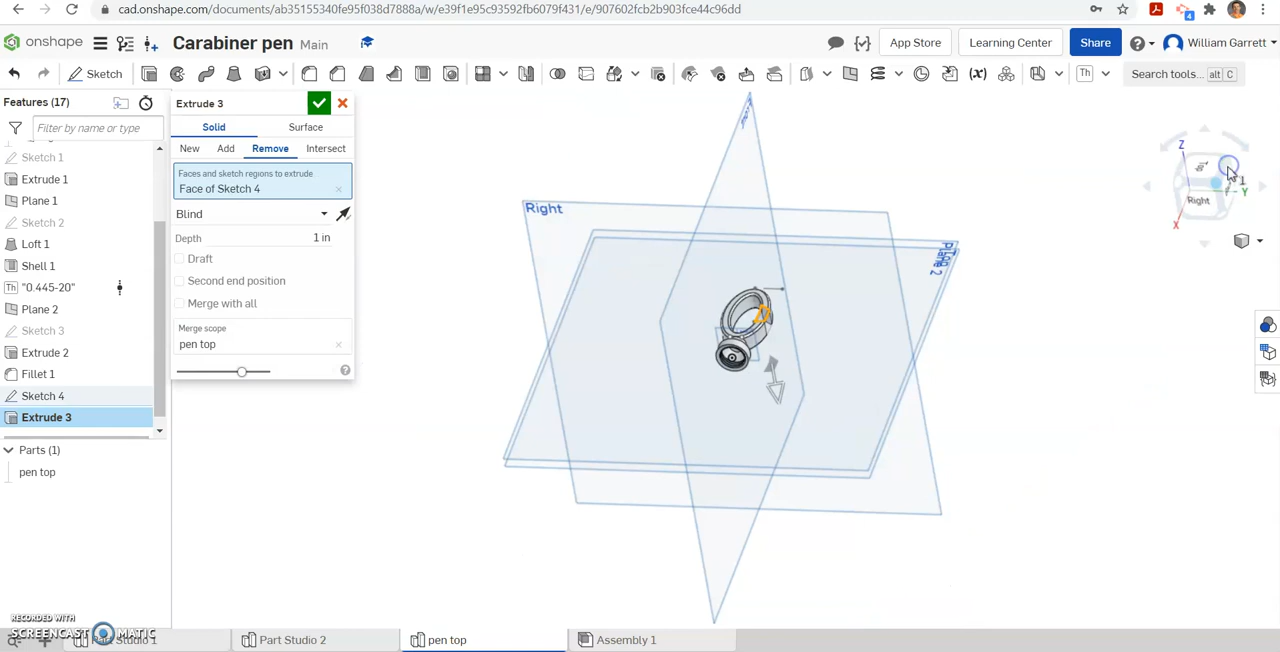 cad.onshape.com/documents/ab35155340fe95f038d7888a/w/e39f1e95c93592fb6079f431/e/907602fcb2b903fce44c96dd
4
onshape
Carabiner pen Main
App Store
Learning Center
Share
William Garrett
Sketch
Th
(x)
Th
Search tools...
alt C
Features (17)
Filter by name or type
Sketch 1
Extrude 1
Plane 1
Sketch 2
Loft 1
Shell 1
Th "0.445-20"
Plane 2
Sketch 3
Extrude 2
Fillet 1
Sketch 4
Extrude 3
Parts (1)
pen top
Extrude 3
Solid
Surface
New
Add
Remove
Intersect
Faces and sketch regions to extrude
Face of Sketch 4
Blind
Depth
1 in
Draft
Second end position
Merge with all
Merge scope
pen top
Right
Plane 2
Z
Right
Y
X
RECORDED WITH
SCREENCAST MATIC
Part Studio 1
Part Studio 2
pen top
Assembly 1